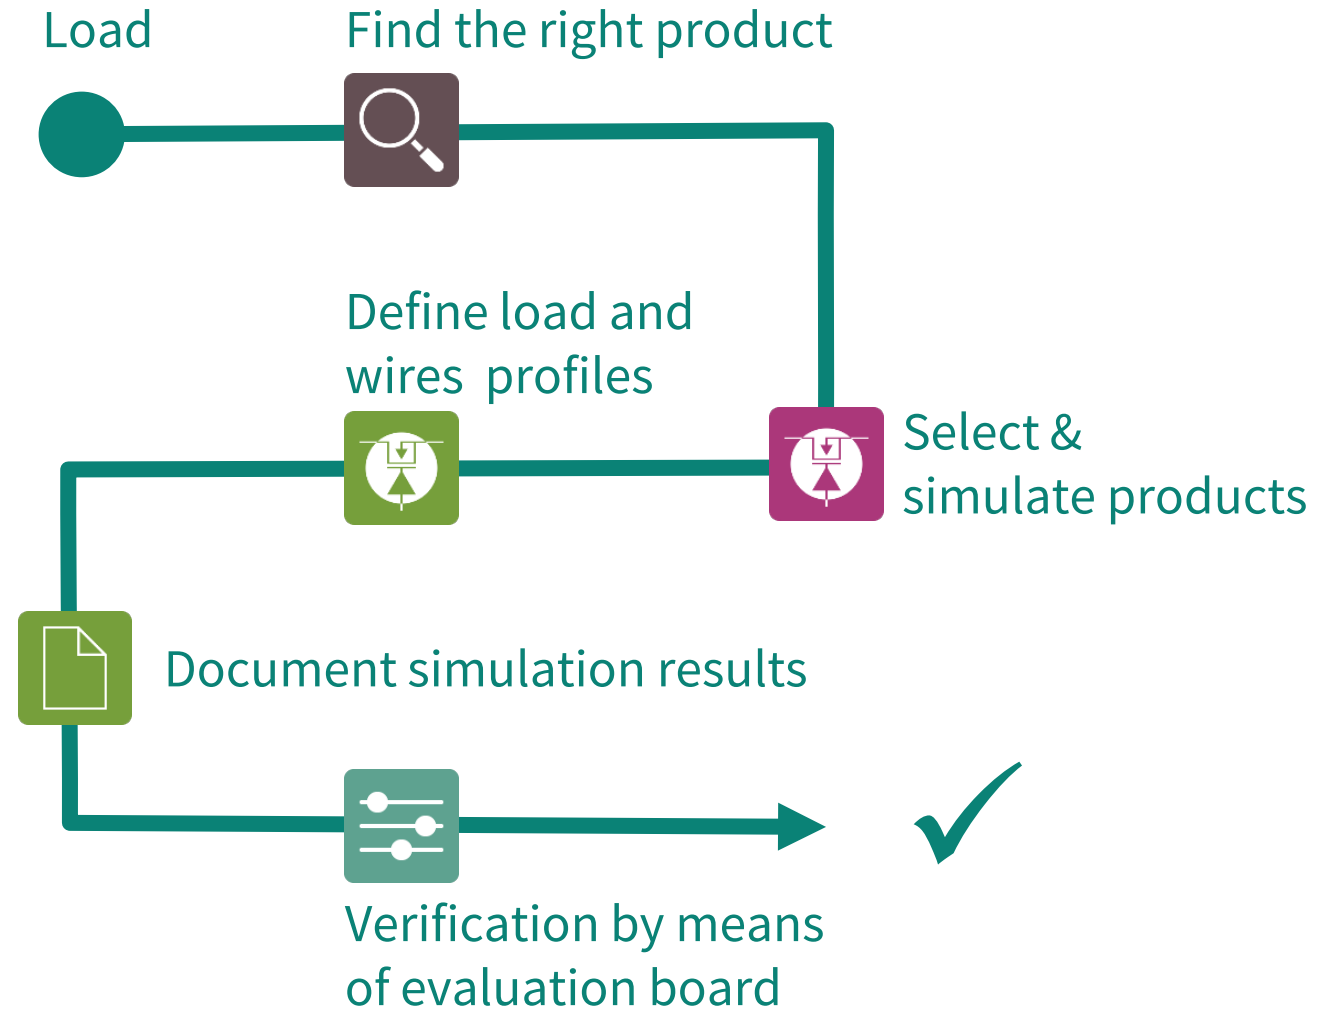 Load
Find the right product
Define load and
wires profiles
Select &
simulate products
Document simulation results
Verification by means
of evaluation board